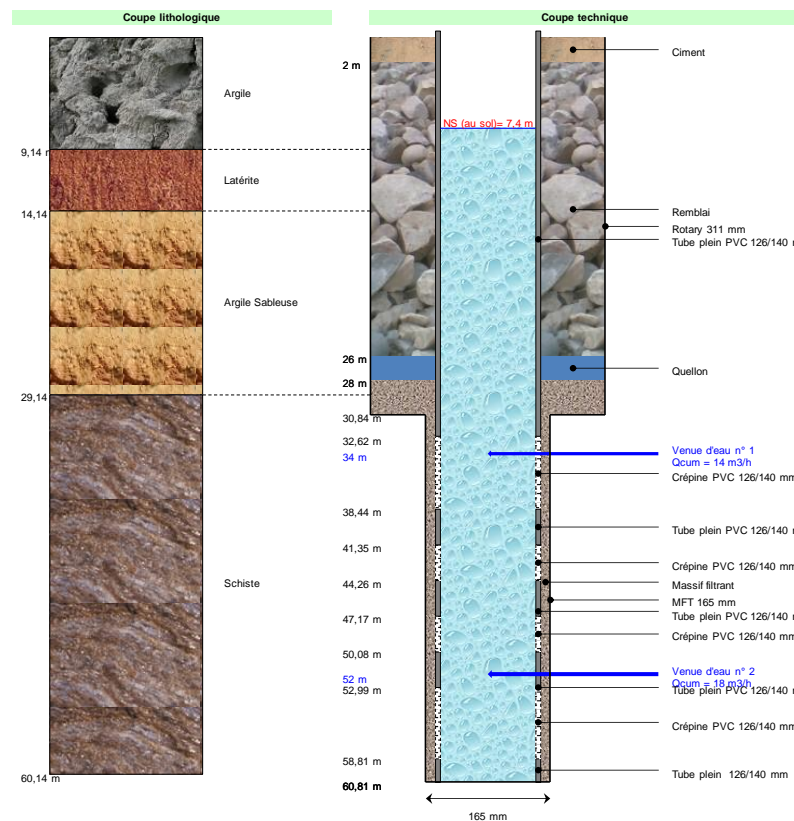 Coupe lithologique
Coupe technique
2 m
Ciment
Argile
NS (au sol)= 7,4 m
9,14 m
Latérite
14,14
Remblai
Rotary 311 mm
Tube plein PVC 126/140
Argile Sableuse
26 m
Quellon
28 m
29,14
30,84 m
32,62 m
34 m
Venue d'eau n° 1
Qcum = 14 m3/h
Crépine PVC 126/140 mm
38,44 m
Tube plein PVC 126/140
41,35 m
Crépine PVC 126/140 mm
44,26 m
Schiste
Massif filtrant
MFT 165 mm
47,17 m
Tube plein PVC 126/140
Crépine PVC 126/140 mm
50,08 m
52 m
Venue d'eau n° 2
Qcum = 18 m3/h
52,99 m
Tube plein PVC 126/140
Crépine PVC 126/140 mm
58,81 m
Tube plein 126/140 mm
60,14 m
60,81 m
165 mm